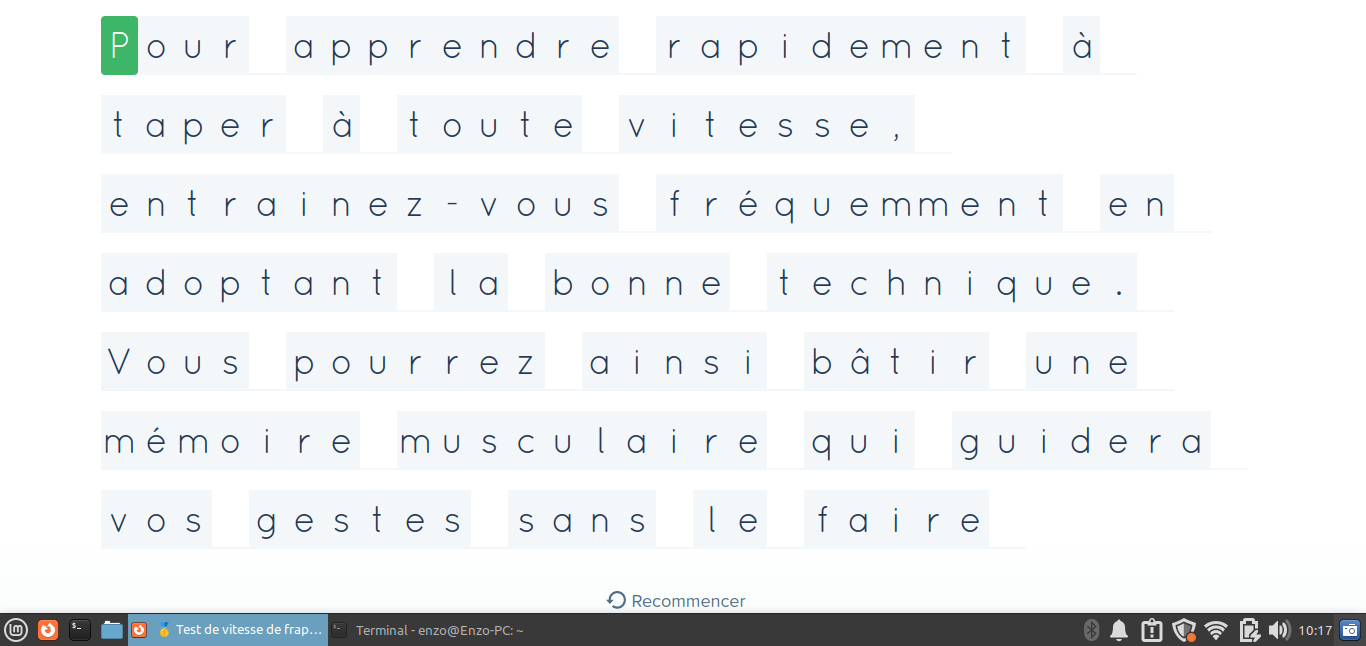 Pour apprendre rapidement à
taper à toute vitesse,
entrainez-vous fréquemment en
adoptant la bonne technique.
Vous pourrez ainsi bâtir une
mémoire musculaire qui guidera
vos gestes sans le faire
Recommencer
Test de vitesse de frap... Terminal - enzo@Enzo-PC: ~ 10:17